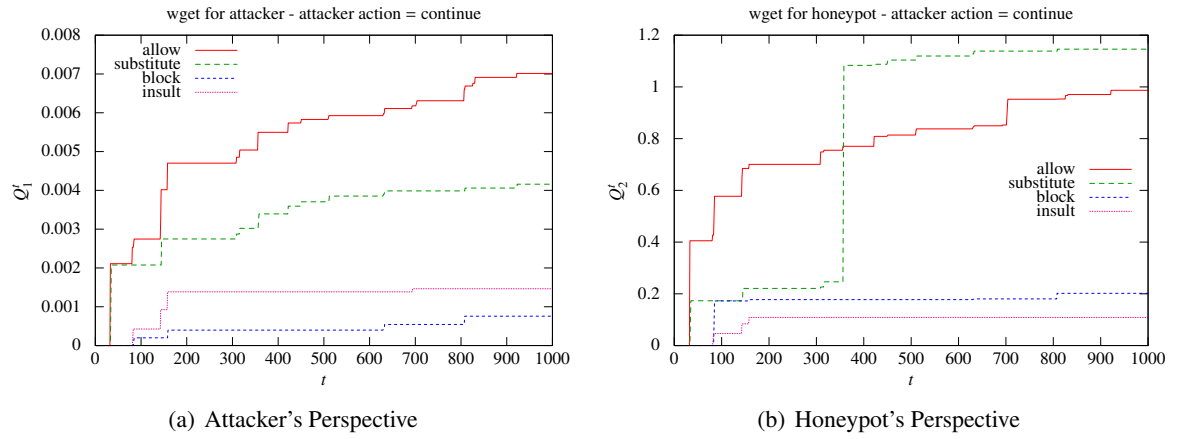 wget for attacker - attacker action = continue
0.008
0.007
0.006
0.005
0.004
0.003
0.002
0.001
0
Q₁ᵗ
allow
substitute
block
insult
0 100 200 300 400 500 600 700 800 900 1000
t
(a) Attacker's Perspective
wget for honeypot - attacker action = continue
1.2
1
0.8
0.6
0.4
0.2
0
Q₂ᵗ
allow
substitute
block
insult
0 100 200 300 400 500 600 700 800 900 1000
t
(b) Honeypot's Perspective